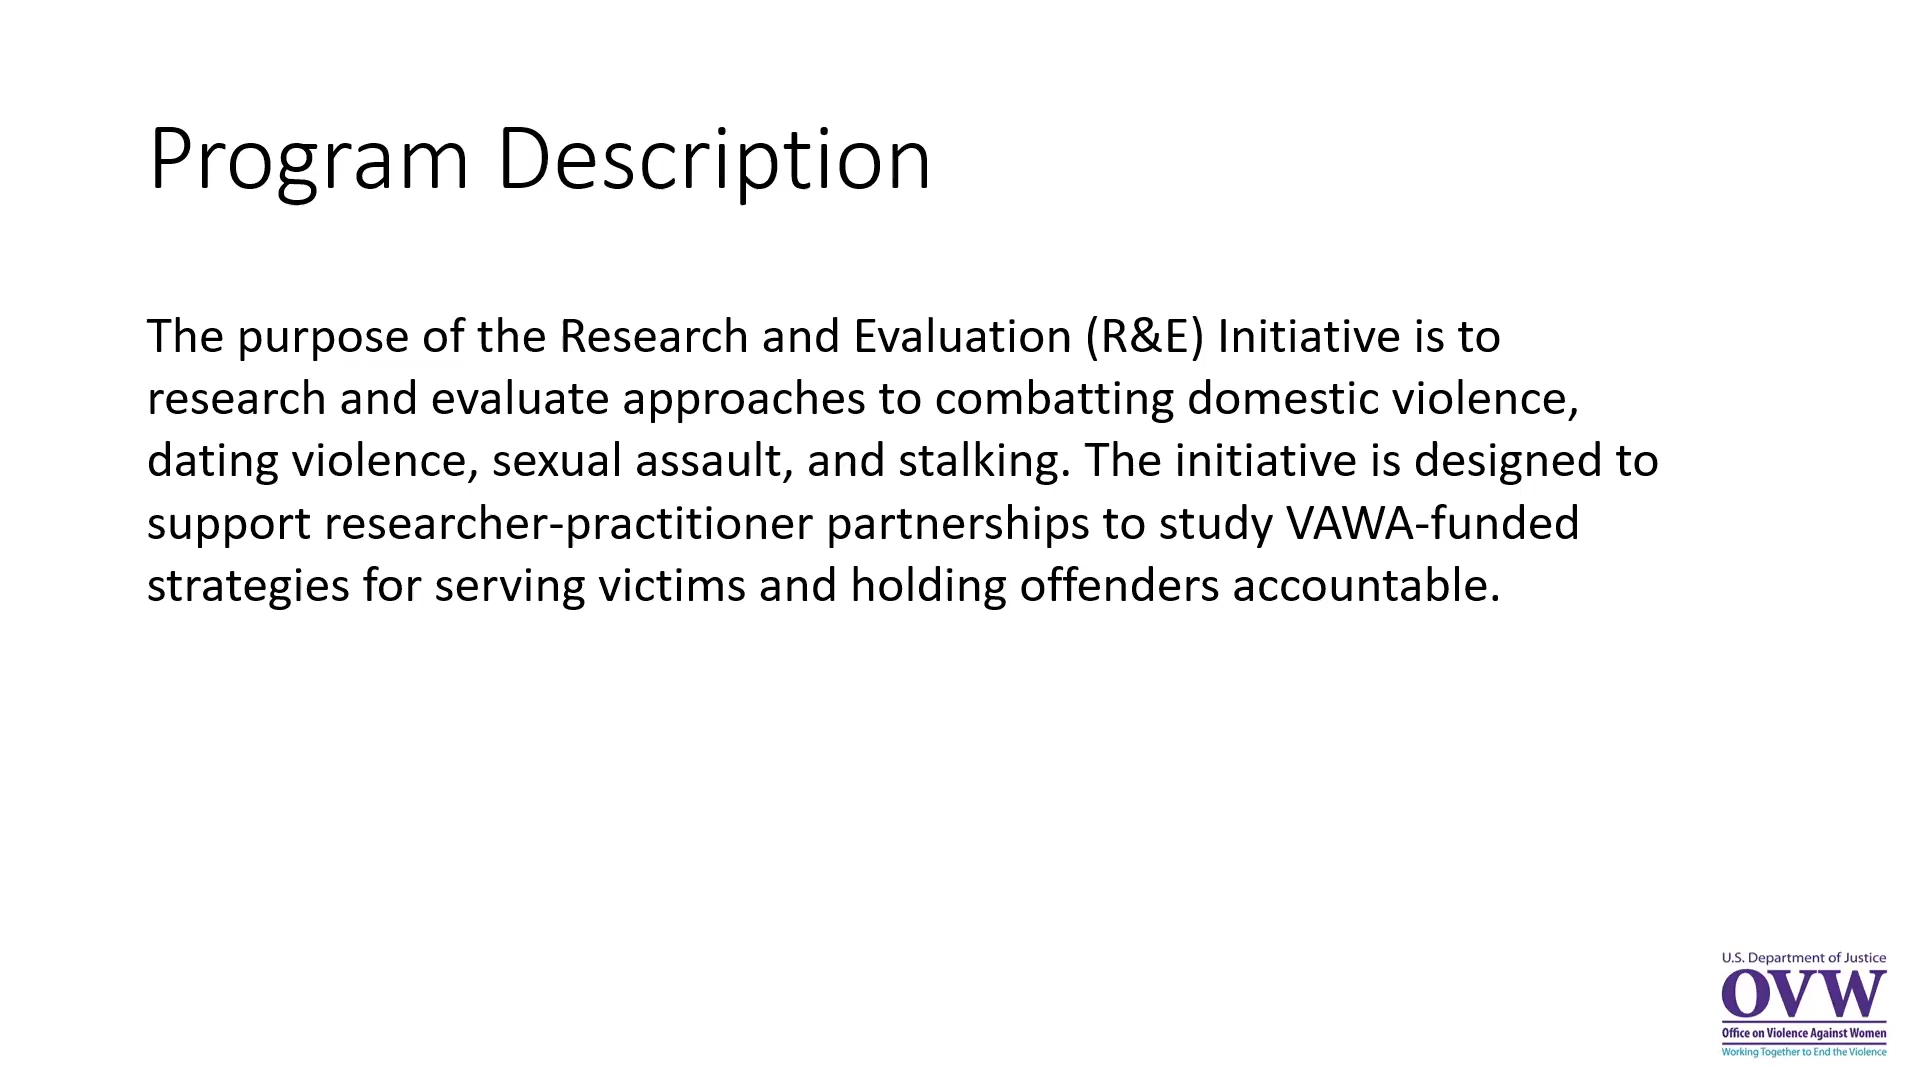 Program Description
The purpose of the Research and Evaluation (R&E) Initiative is to
research and evaluate approaches to combatting domestic violence,
dating violence, sexual assault, and stalking. The initiative is designed to
support researcher-practitioner partnerships to study VAWA-funded
strategies for serving victims and holding offenders accountable.
U.S. Department of Justice
OVW
Office on Violence Against Women
Working Together to End the Violence